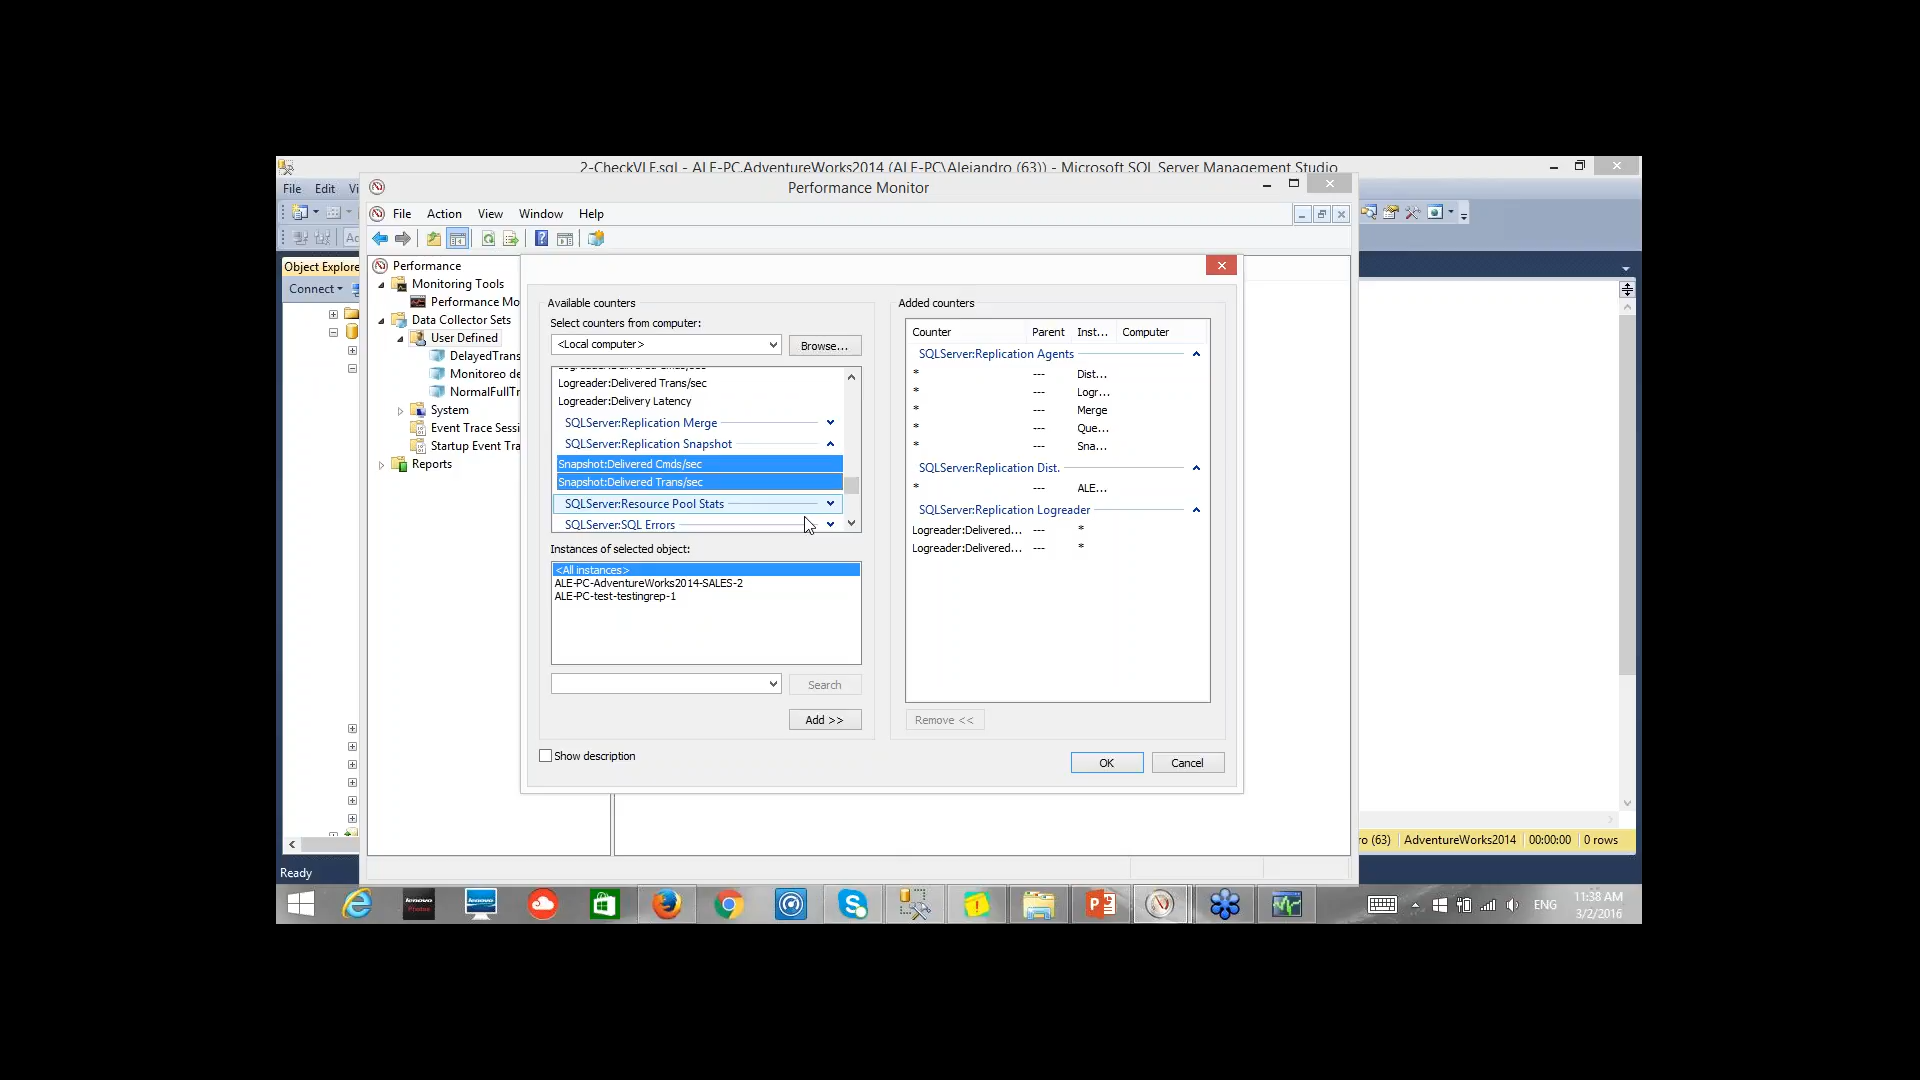 2-CheckVLF.sql - ALE-PC.AdventureWorks2014 (ALE-PC\Alejandro (63)) - Microsoft SQL Server Management Studio
File Edit Vi
Performance Monitor
File Action View Window Help
Object Explore
Connect
Performance
Monitoring Tools
Performance Mo
Data Collector Sets
User Defined
DelayedTrans
Monitoreo de
NormalFullTr
System
Event Trace Sessi
Startup Event Tra
Reports
Available counters
Select counters from computer:
<Local computer>
Browse...
Logreader:Delivered Cmds/sec
Logreader:Delivered Trans/sec
Logreader:Delivery Latency
SQLServer:Replication Merge
SQLServer:Replication Snapshot
Snapshot:Delivered Cmds/sec
Snapshot:Delivered Trans/sec
SQLServer:Resource Pool Stats
SQLServer:SQL Errors
Instances of selected object:
<All instances>
ALE-PC-AdventureWorks2014-SALES-2
ALE-PC-test-testingrep-1
Search
Add >>
Show description
Added counters
Counter Parent Inst... Computer
SQLServer:Replication Agents
* --- Dist...
* --- Logr...
* --- Merge
* --- Que...
* --- Sna...
SQLServer:Replication Dist.
* --- ALE...
SQLServer:Replication Logreader
Logreader:Delivered... --- *
Logreader:Delivered... --- *
Remove <<
OK Cancel
ro (63) AdventureWorks2014 00:00:00 0 rows
Ready
ENG
11:38 AM
3/2/2016